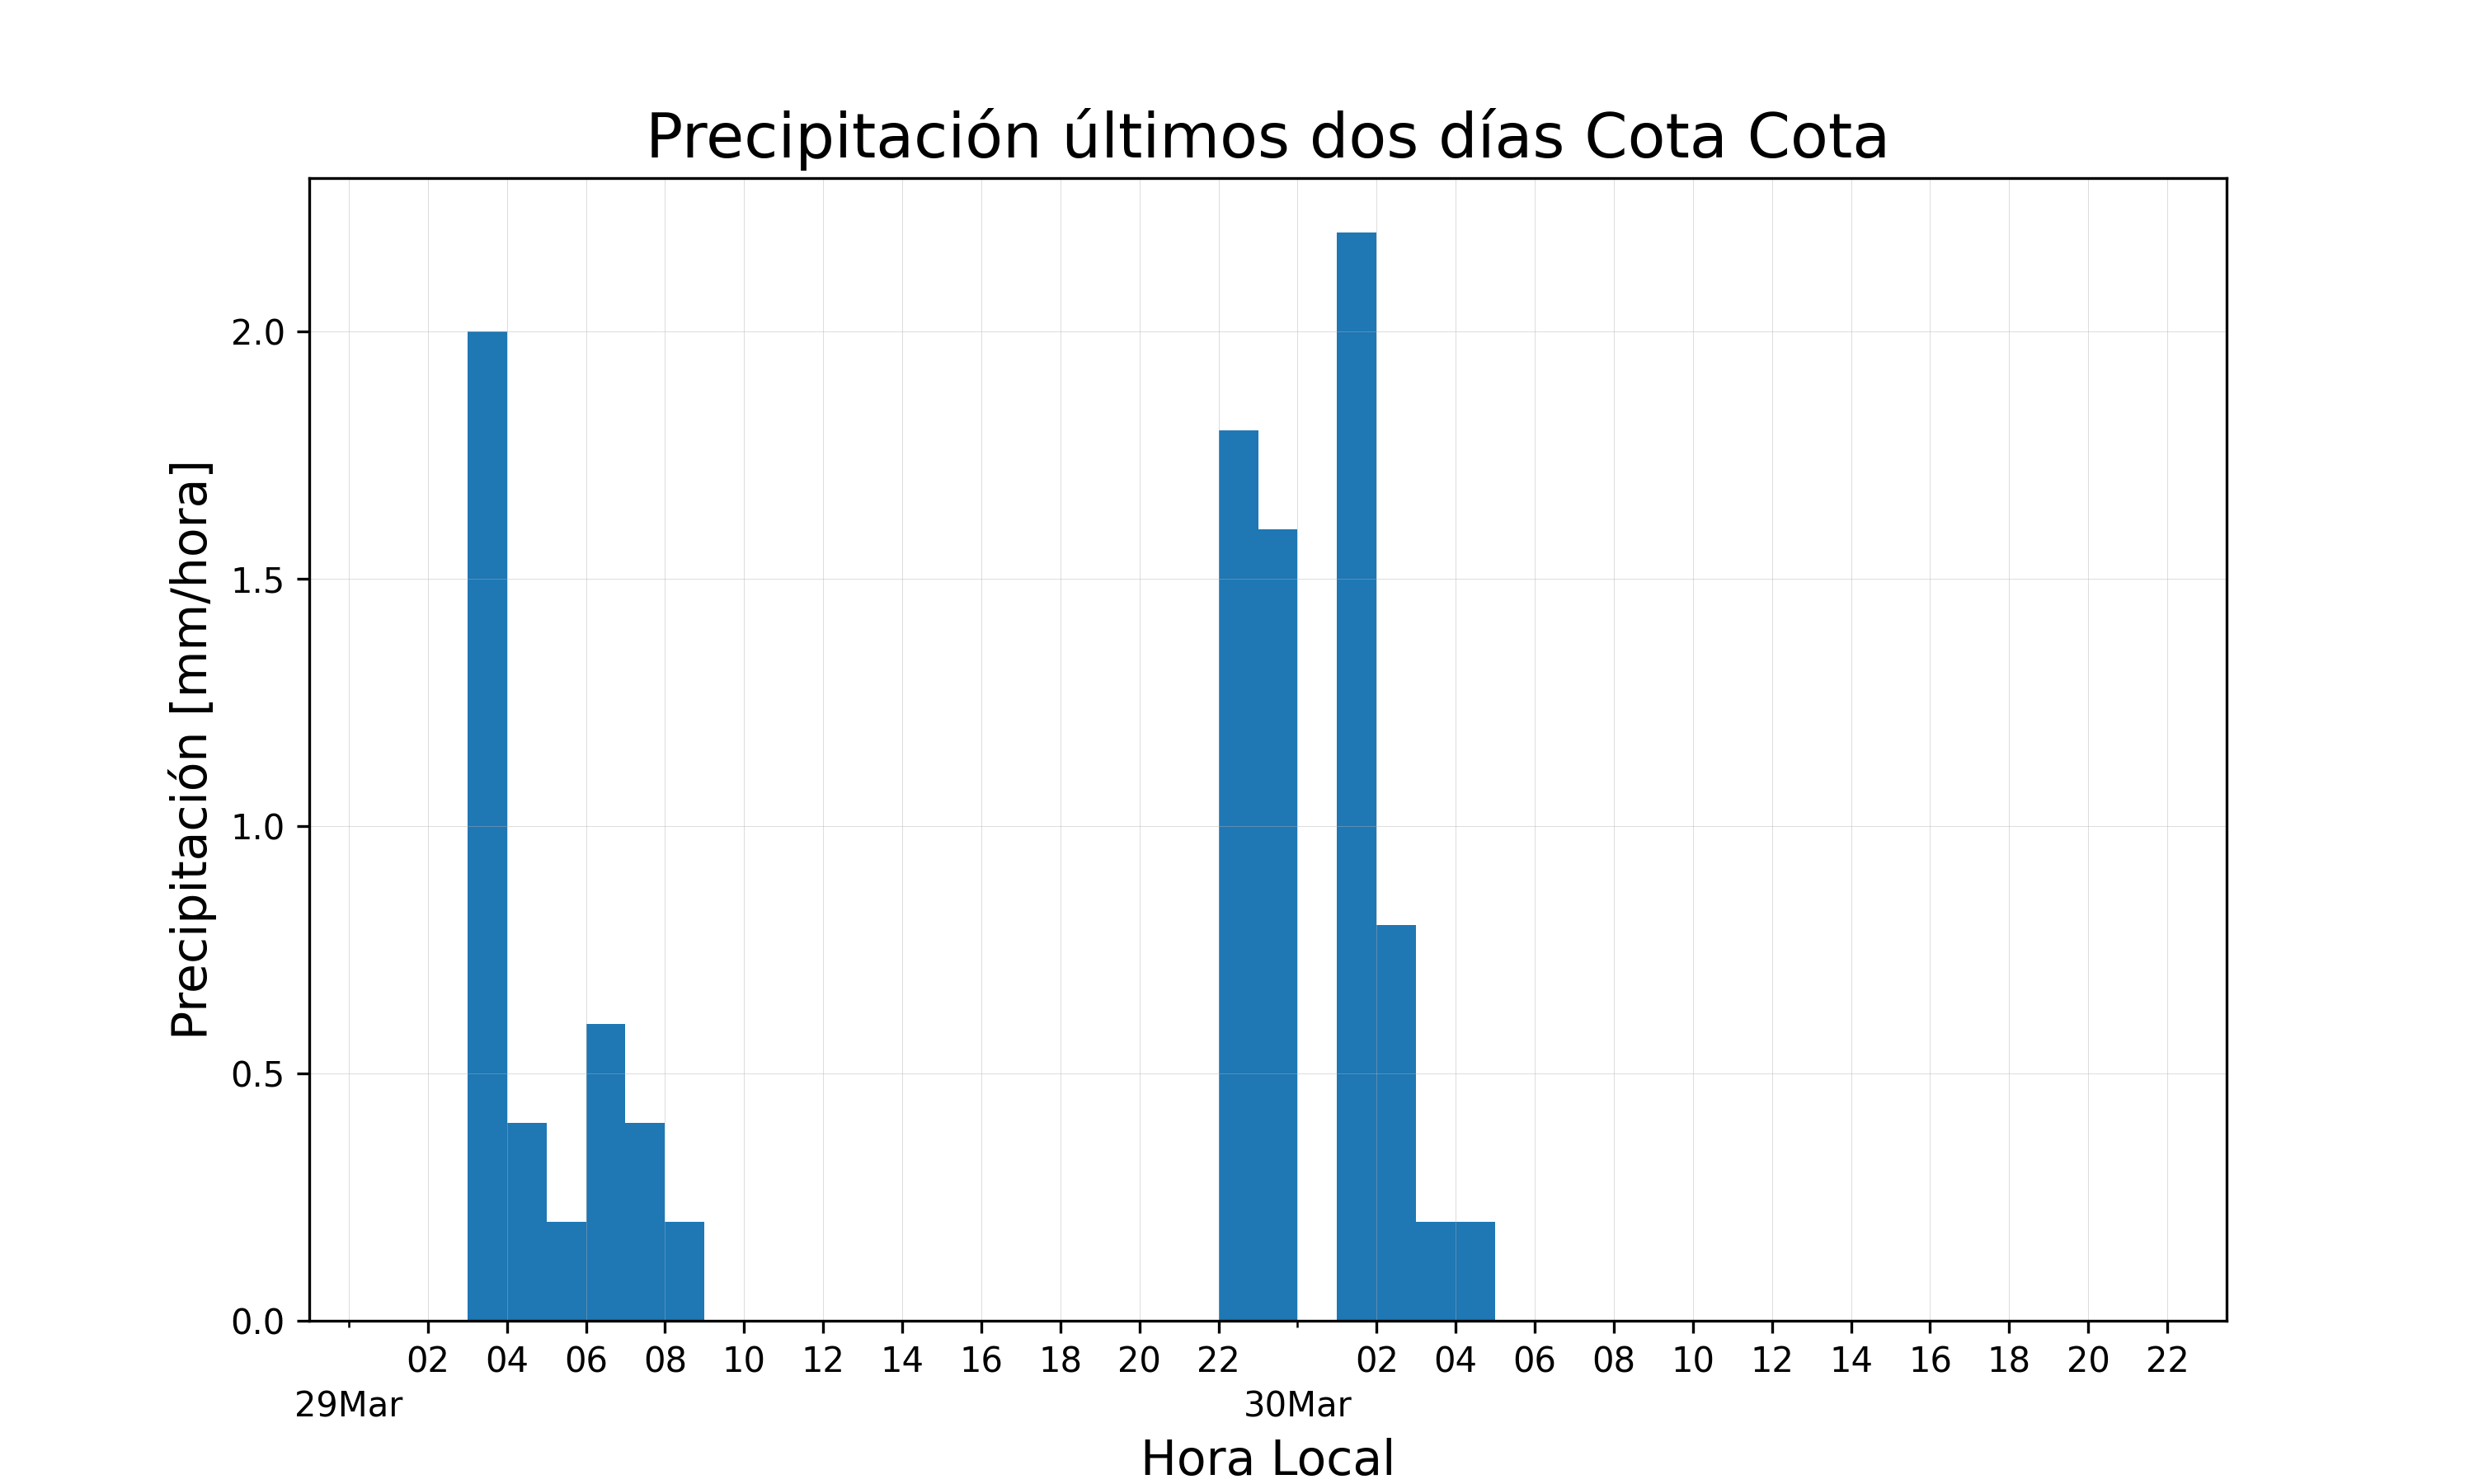 Precipitación últimos dos días Cota Cota
Precipitación [mm/hora]
2.0
1.5
1.0
0.5
0.0
02 04 06 08 10 12 14 16 18 20 22 02 04 06 08 10 12 14 16 18 20 22
29Mar 30Mar
Hora Local